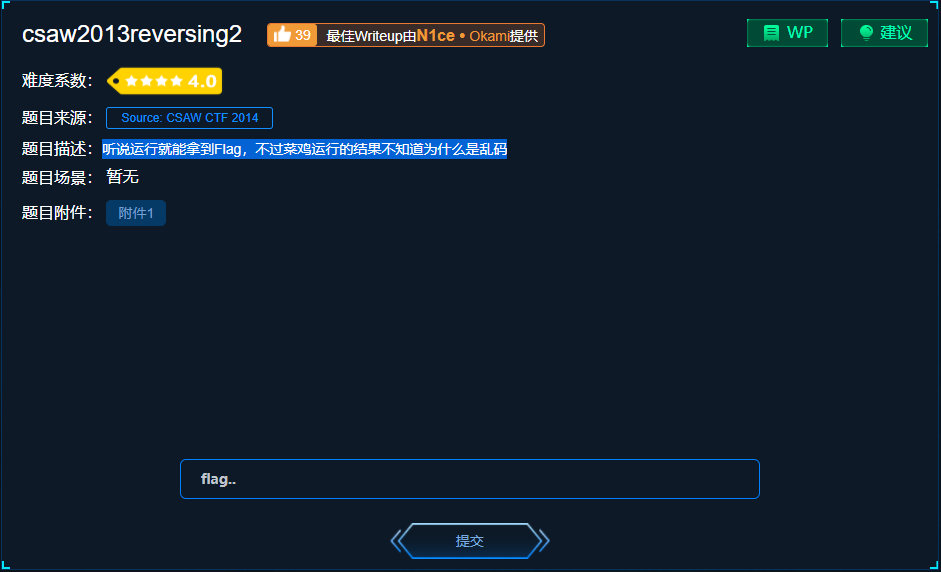 csaw2013reversing2 39 最佳Writeup由N1ce • Okami提供 WP 建议
难度系数： 4.0
题目来源： Source: CSAW CTF 2014
题目描述： 听说运行就能拿到Flag，不过菜鸡运行的结果不知道为什么是乱码
题目场景： 暂无
题目附件： 附件1
flag..
提交